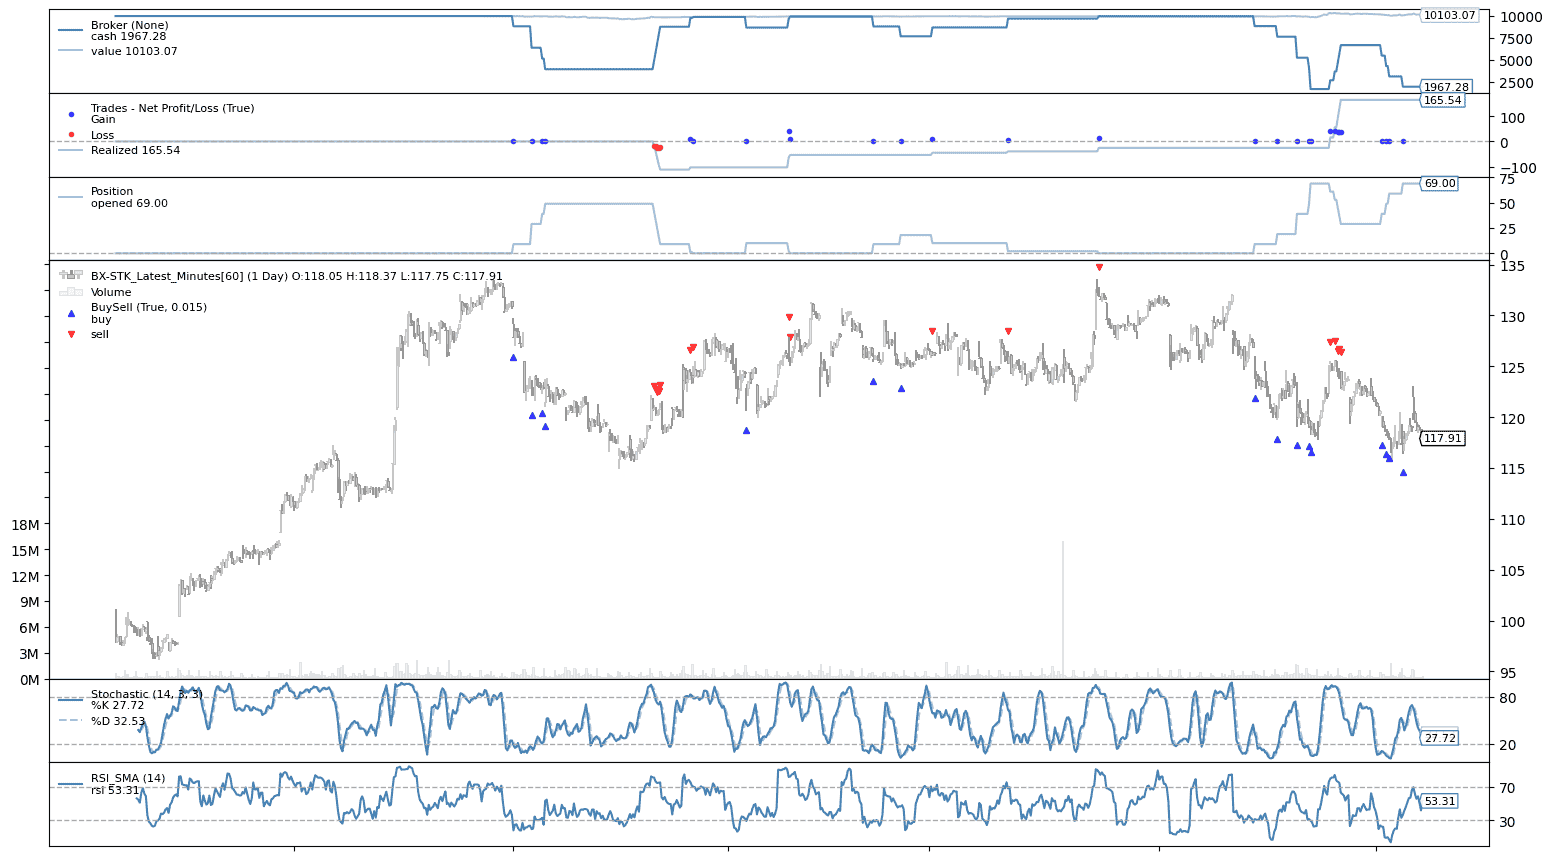 Broker (None)
cash 1967.28
value 10103.07
10103.07
10000
7500
5000
2500
1967.28
Trades - Net Profit/Loss (True)
Gain
Loss
Realized 165.54
165.54
100
0
−100
Position
opened 69.00
75
69.00
50
25
0
BX-STK_Latest_Minutes[60] (1 Day) O:118.05 H:118.37 L:117.75 C:117.91
Volume
BuySell (True, 0.015)
buy
sell
135
130
125
120
117.91
115
110
105
100
95
18M
15M
12M
9M
6M
3M
0M
Stochastic (14, 3, 3)
%K 27.72
%D 32.53
80
27.72
20
RSI_SMA (14)
rsi 53.31
70
53.31
30